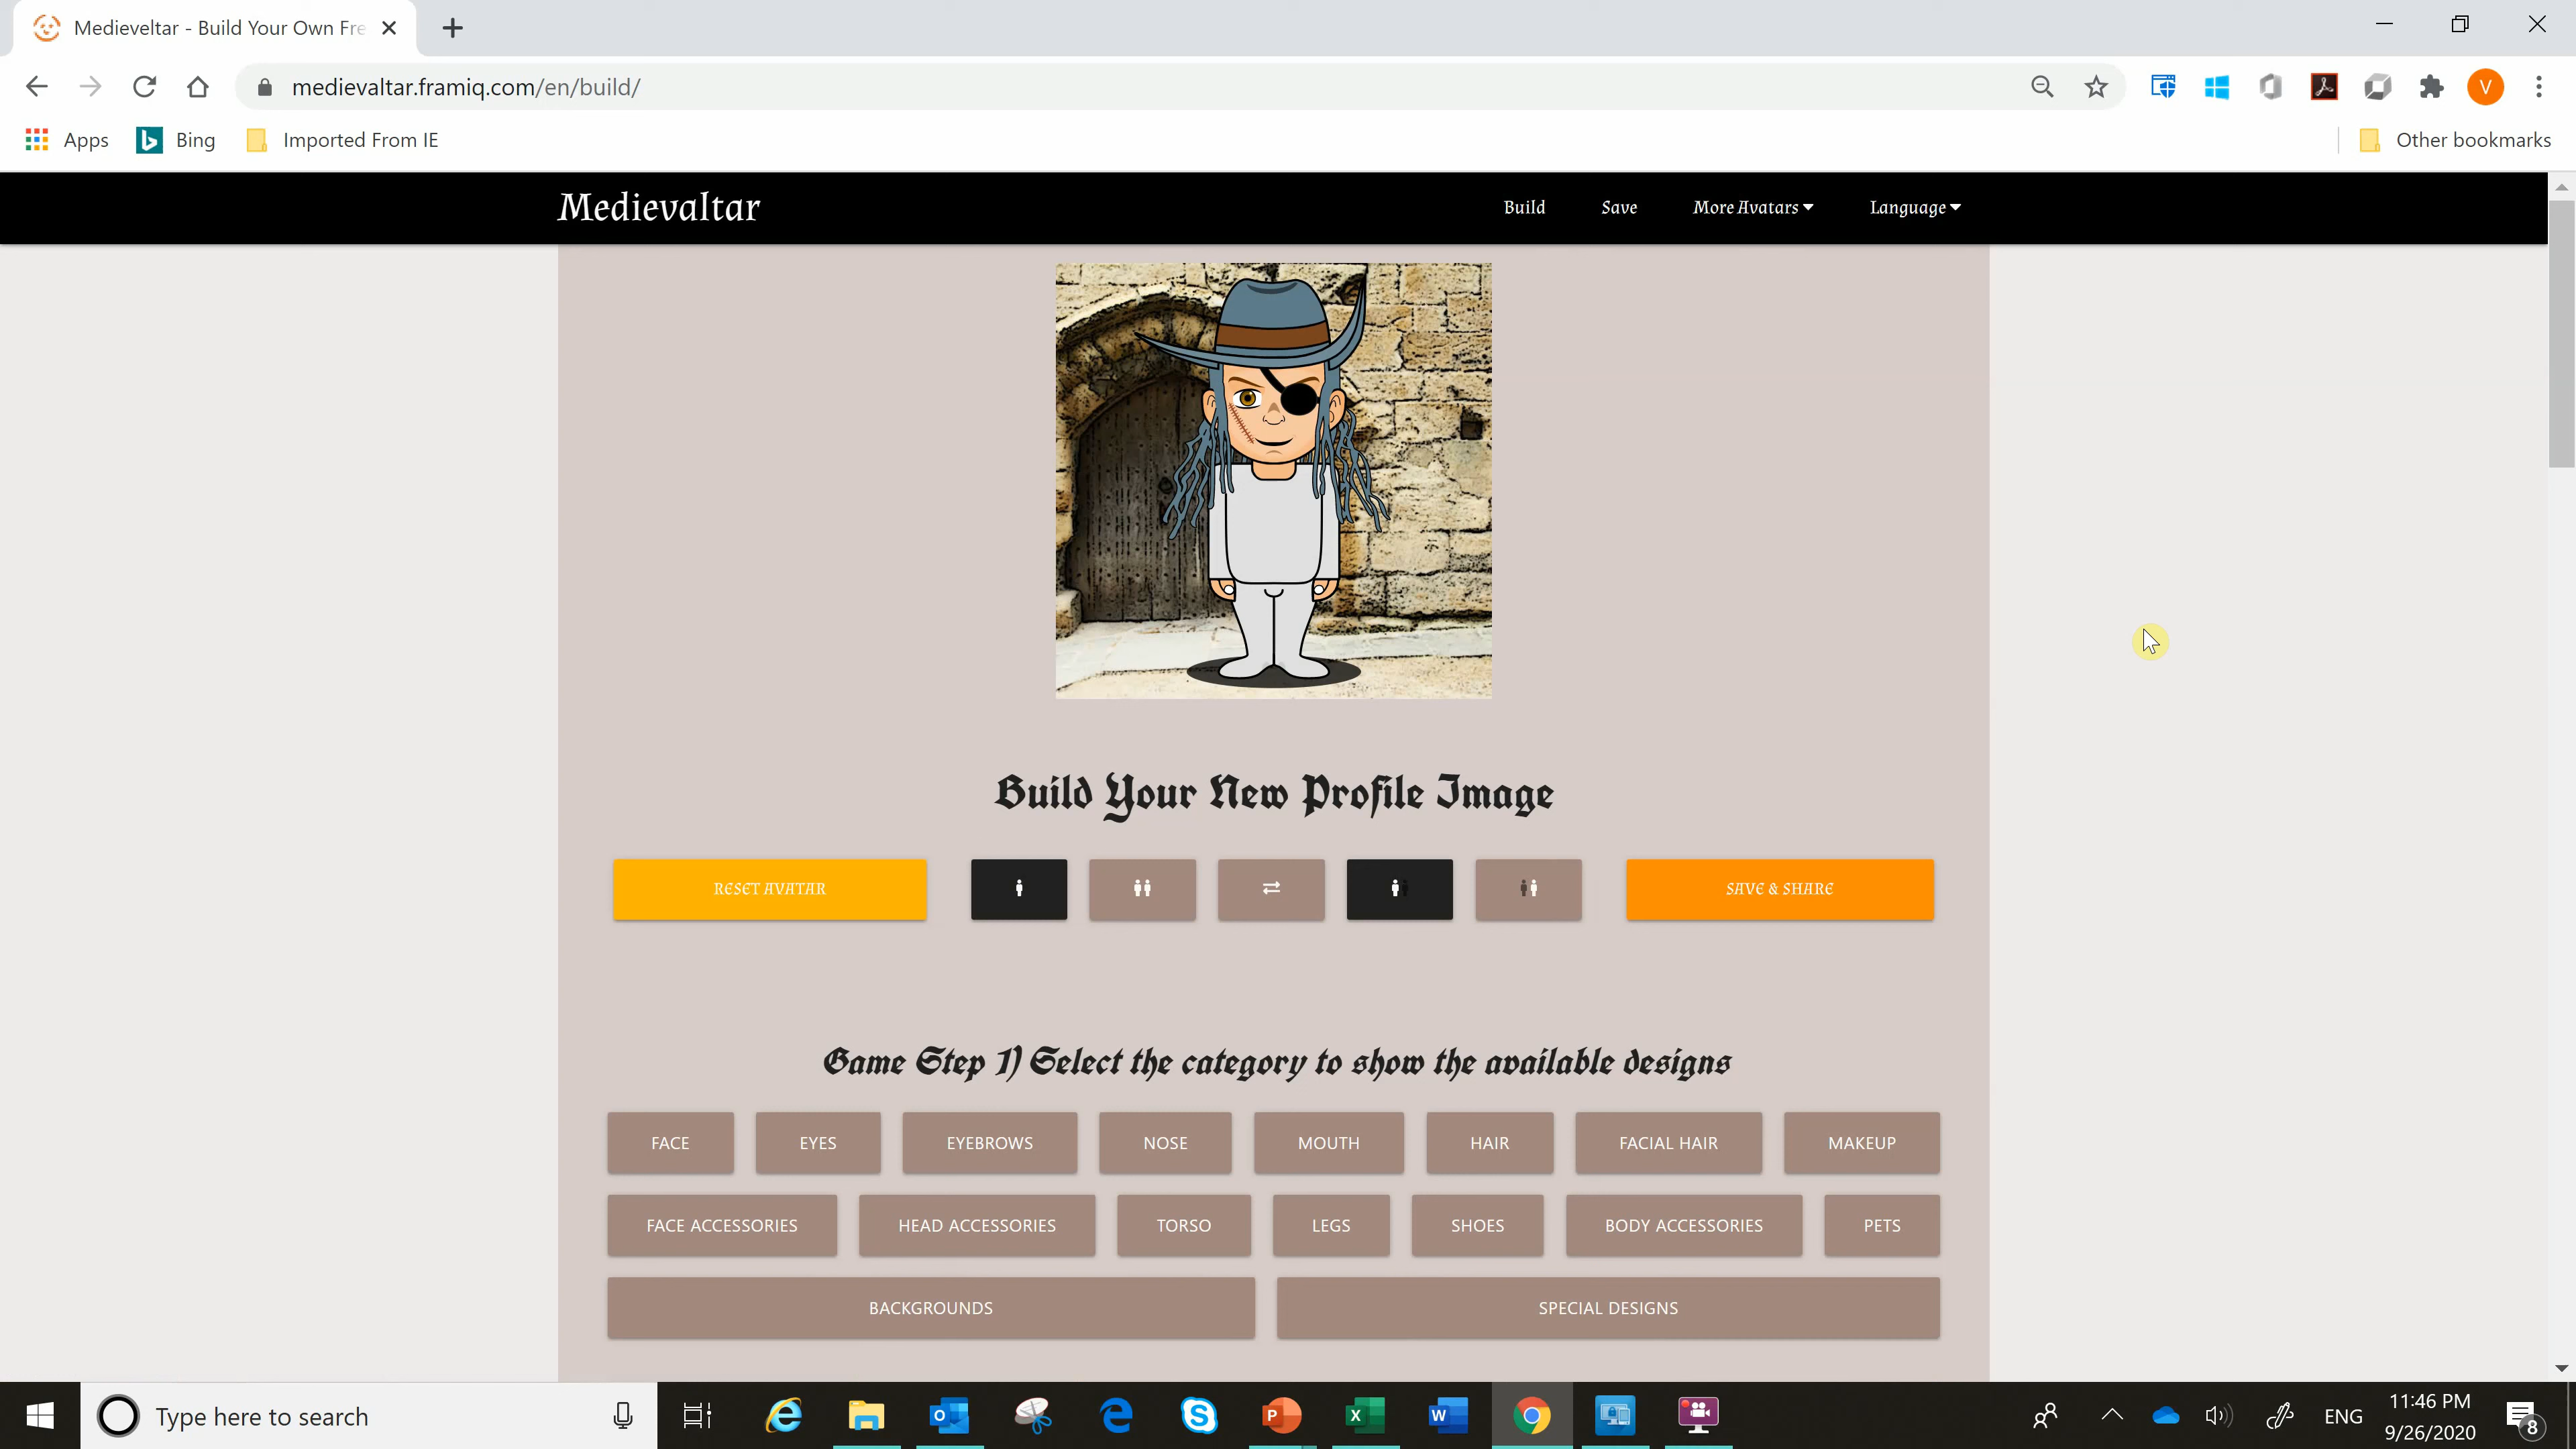 Medieveltar - Build Your Own Fre
medievaltar.framiq.com/en/build/
V
Apps Bing Imported From IE Other bookmarks
Medievaltar Build Save More Avatars Language
Build Your New Profile Image
RESET AVATAR SAVE & SHARE
Game Step 1) Select the category to show the available designs
FACE EYES EYEBROWS NOSE MOUTH HAIR FACIAL HAIR MAKEUP
FACE ACCESSORIES HEAD ACCESSORIES TORSO LEGS SHOES BODY ACCESSORIES PETS
BACKGROUNDS SPECIAL DESIGNS
Type here to search ENG 11:46 PM
9/26/2020 8